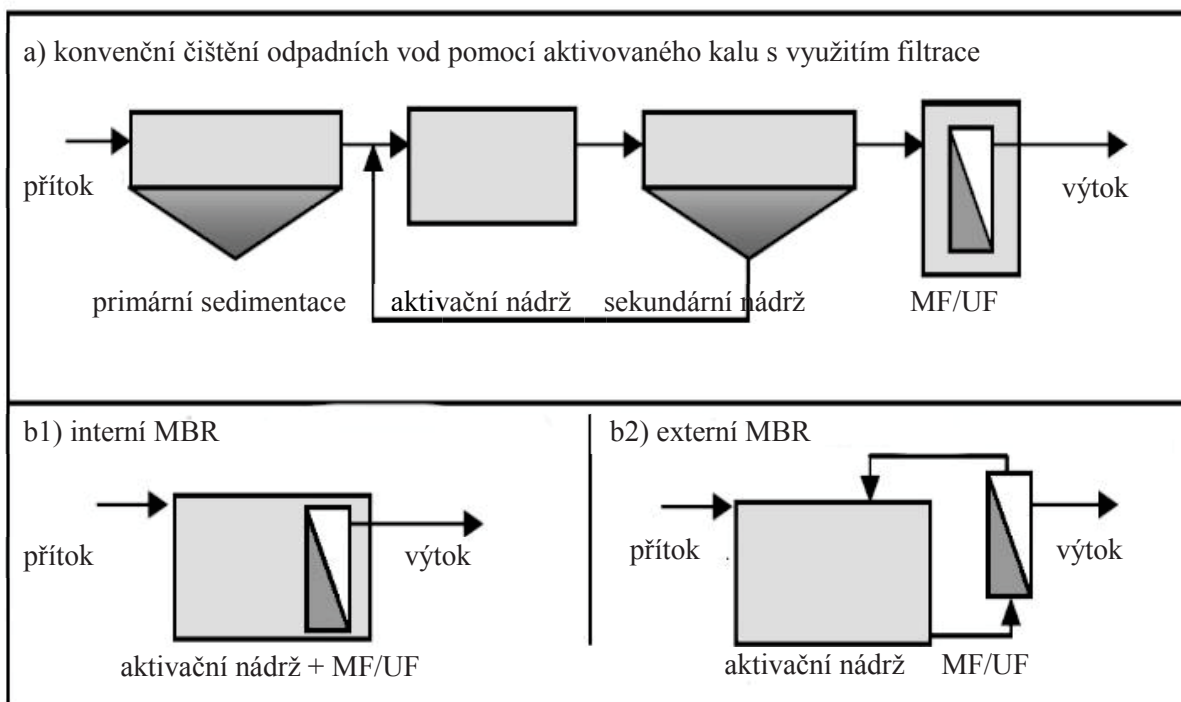 a) konvenční čištění odpadních vod pomocí aktivovaného kalu s využitím filtrace
přítok
výtok
primární sedimentace
aktivační nádrž
sekundární nádrž
MF/UF
b1) interní MBR
přítok
výtok
aktivační nádrž + MF/UF
b2) externí MBR
přítok
výtok
aktivační nádrž
MF/UF